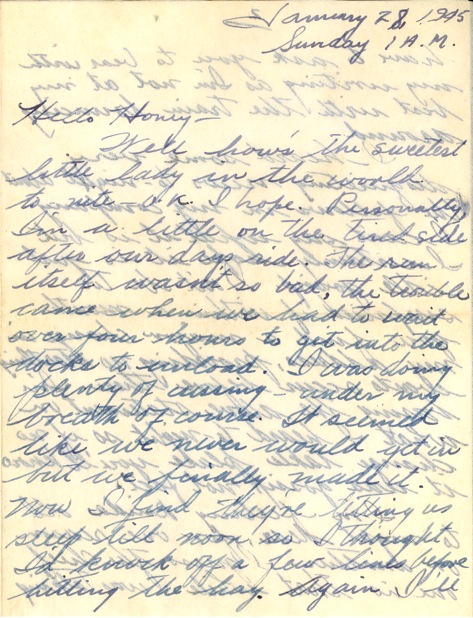 January 28, 1945
Sunday 1 A.M.
Hello Honey—
Well how's the sweetest
little lady in the world
to nite—o.k. I hope. Personally
I'm a little on the tired side
after our days ride. The run
itself wasn't so bad, the trouble
came when we had to wait
over four hours to git into the
docks to unload. I was doing
plenty of cussing—under my
breath of course. It seemed
like we never would get in
but we finally made it.
Now I find they're letting us
sleep till noon so I thought
I'd knock off a few lines before
hitting the hay. Again I'll